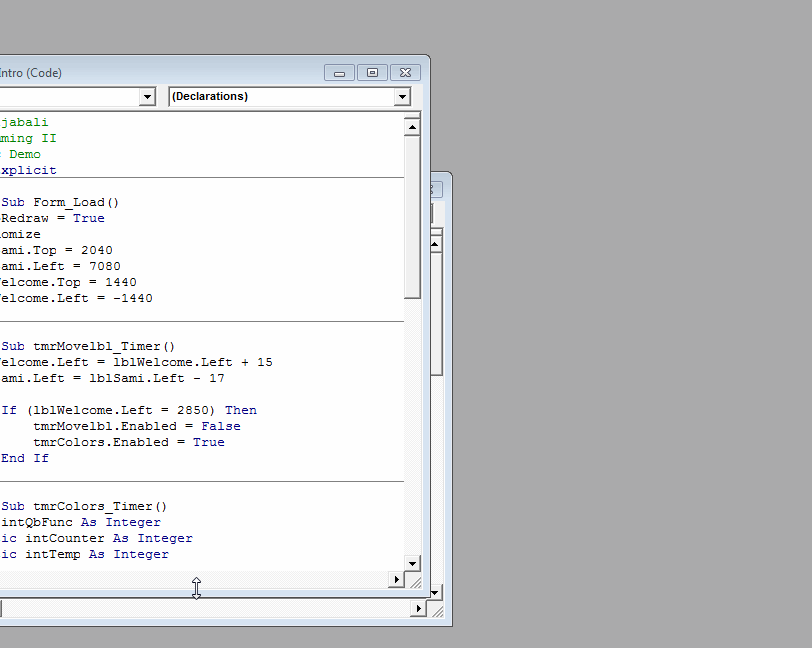 Intro (Code)
(Declarations)
jabali
ming II
Demo
xplicit
Sub Form_Load()
Redraw = True
omize
ami.Top = 2040
ami.Left = 7080
elcome.Top = 1440
elcome.Left = -1440
Sub tmrMovelbl_Timer()
elcome.Left = lblWelcome.Left + 15
ami.Left = lblSami.Left - 17
If (lblWelcome.Left = 2850) Then
tmrMovelbl.Enabled = False
tmrColors.Enabled = True
End If
Sub tmrColors_Timer()
intQbFunc As Integer
ic intCounter As Integer
ic intTemp As Integer